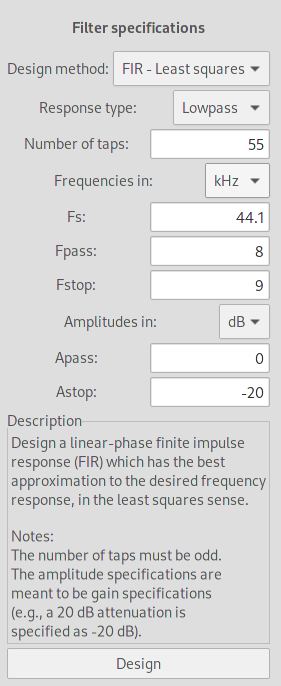 Filter specifications
Design method: FIR - Least squares
Response type: Lowpass
Number of taps: 55
Frequencies in: kHz
Fs: 44.1
Fpass: 8
Fstop: 9
Amplitudes in: dB
Apass: 0
Astop: -20
Description
Design a linear-phase finite impulse
response (FIR) which has the best
approximation to the desired frequency
response, in the least squares sense.
Notes:
The number of taps must be odd.
The amplitude specifications are
meant to be gain specifications
(e.g., a 20 dB attenuation is
specified as -20 dB).
Design